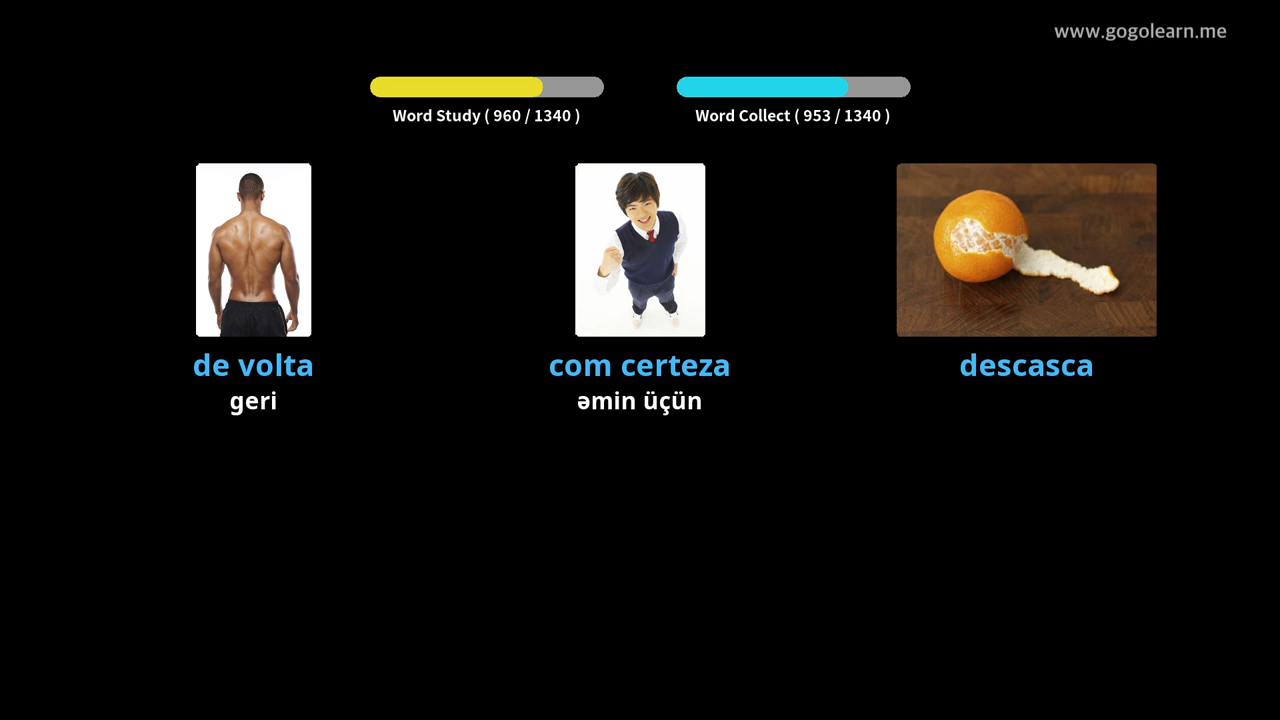 www.gogolearn.me
Word Study ( 960 / 1340 )
Word Collect ( 953 / 1340 )
de volta
geri
com certeza
əmin üçün
descasca